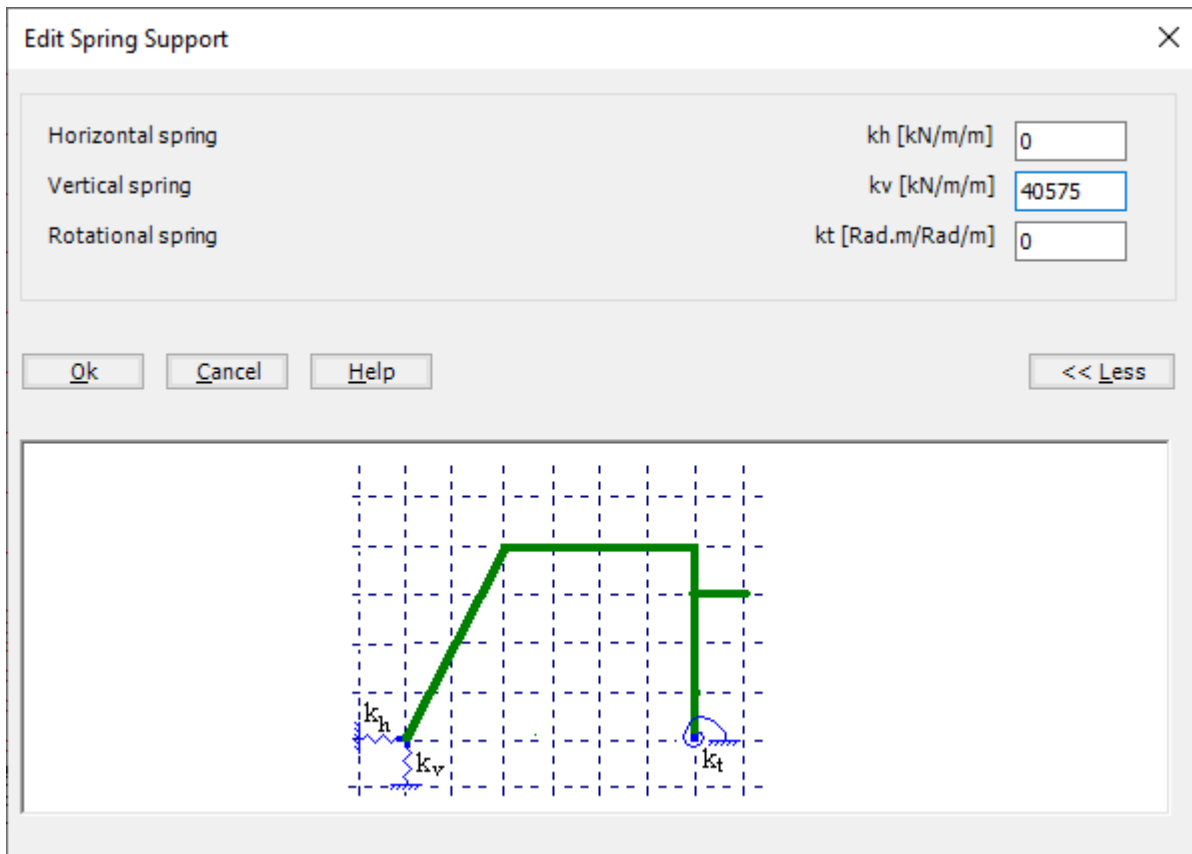 Edit Spring Support
Horizontal spring kh [kN/m/m] 0
Vertical spring kv [kN/m/m] 40575
Rotational spring kt [Rad.m/Rad/m] 0
Ok Cancel Help << Less
kh
kv kt